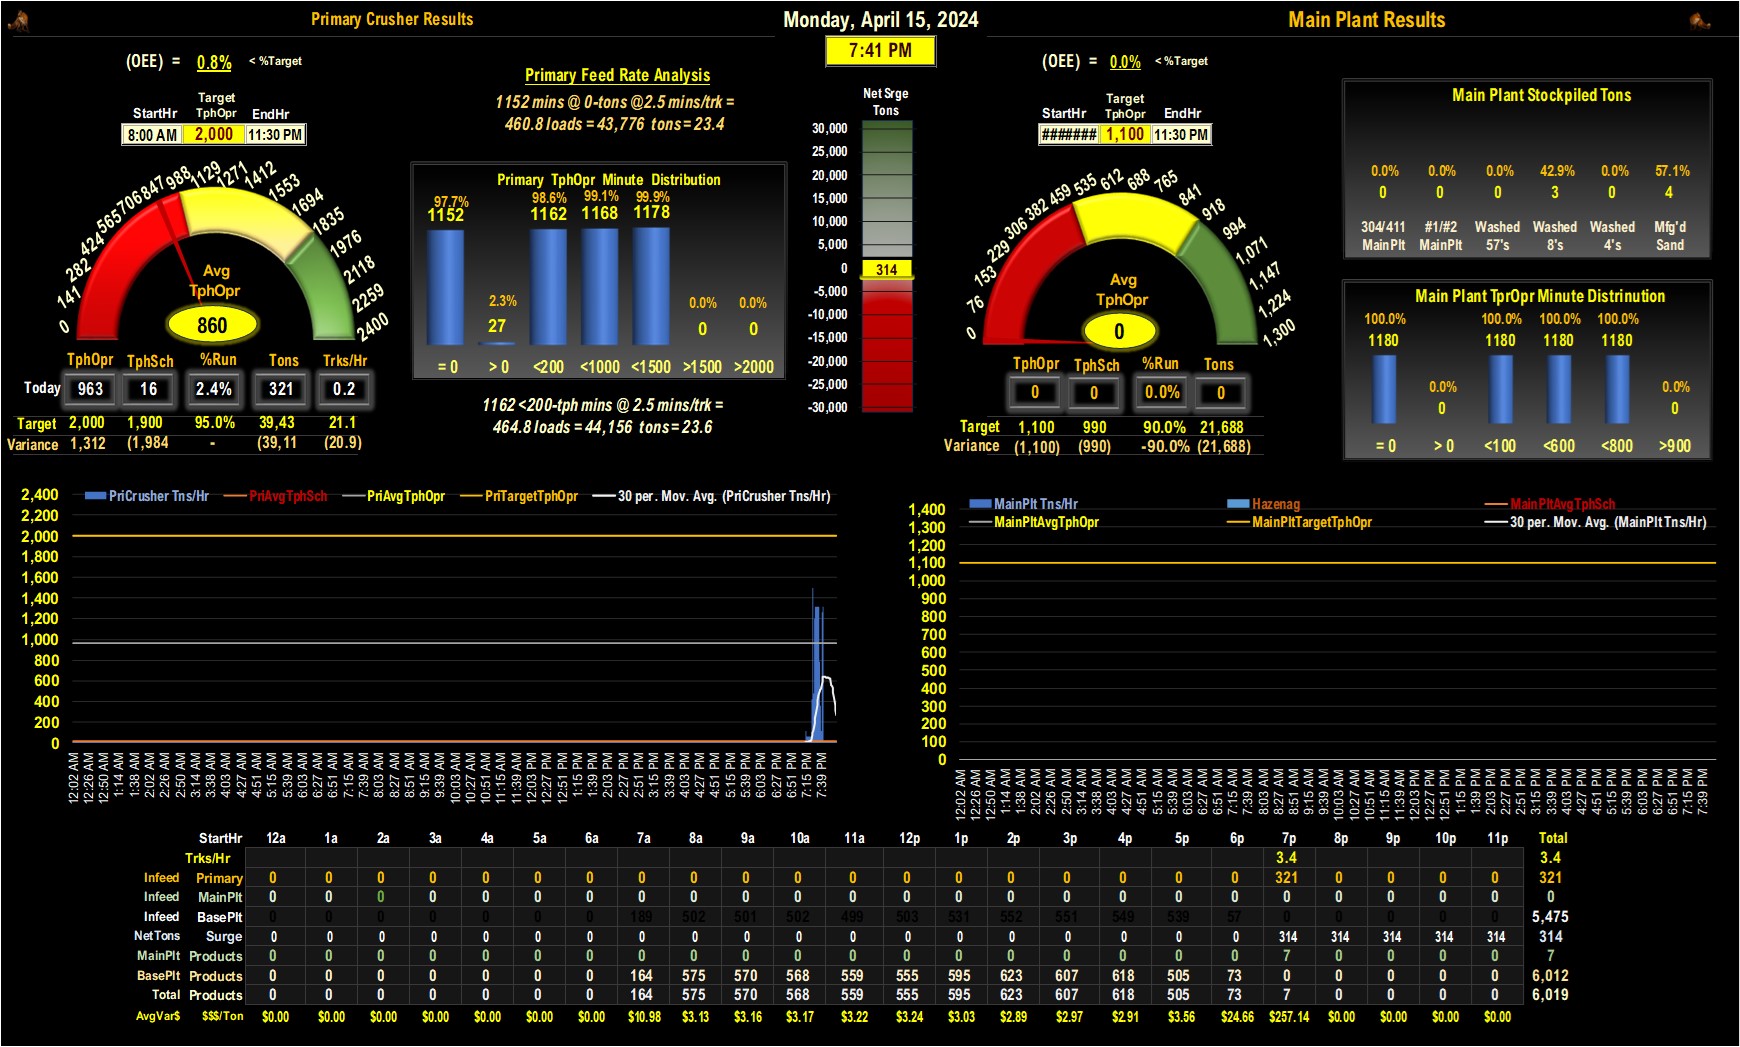 Primary Crusher Results
Monday, April 15, 2024
Main Plant Results
7:41 PM
(OEE) = 0.8% < %Target
Target
StartHr TphOpr EndHr
8:00 AM 2,000 11:30 PM
0 141 282 424 565 706 847 988 1129 1271 1412 1553 1694 1835 1976 2118 2259 2400
Avg
TphOpr
860
TphOpr TphSch %Run Tons Trks/Hr
Today 963 16 2.4% 321 0.2
Target 2,000 1,900 95.0% 39,43 21.1
Variance 1,312 (1,984 - (39,11 (20.9)
Primary Feed Rate Analysis
1152 mins @ 0-tons @2.5 mins/trk =
460.8 loads = 43,776 tons = 23.4
Primary TphOpr Minute Distribution
97.7% 2.3% 98.6% 99.1% 99.9% 0.0% 0.0%
1152 27 1162 1168 1178 0 0
= 0 > 0 <200 <1000 <1500 >1500 >2000
1162 <200-tph mins @ 2.5 mins/trk =
464.8 loads = 44,156 tons = 23.6
Net Srge
Tons
30,000
25,000
20,000
15,000
10,000
5,000
0
314
-5,000
-10,000
-15,000
-20,000
-25,000
-30,000
(OEE) = 0.0% < %Target
Target
StartHr TphOpr EndHr
####### 1,100 11:30 PM
0 76 153 229 306 382 459 535 612 688 765 841 918 994 1,071 1,147 1,224 1,300
Avg
TphOpr
0
TphOpr TphSch %Run Tons
0 0 0.0% 0
Target 1,100 990 90.0% 21,688
Variance (1,100) (990) -90.0% (21,688)
Main Plant Stockpiled Tons
0.0% 0.0% 0.0% 42.9% 0.0% 57.1%
0 0 0 3 0 4
304/411 #1/#2 Washed Washed Washed Mfg'd
MainPlt MainPlt 57's 8's 4's Sand
Main Plant TprOpr Minute Distrinution
100.0% 0.0% 100.0% 100.0% 100.0% 0.0%
1180 0 1180 1180 1180 0
= 0 > 0 <100 <600 <800 >900
PriCrusher Tns/Hr PriAvgTphSch PriAvgTphOpr PriTargetTphOpr 30 per. Mov. Avg. (PriCrusher Tns/Hr)
2,400
2,200
2,000
1,800
1,600
1,400
1,200
1,000
800
600
400
200
0
12:02 AM 12:26 AM 12:50 AM 1:14 AM 1:38 AM 2:02 AM 2:26 AM 2:50 AM 3:14 AM 3:38 AM 4:03 AM 4:27 AM 4:51 AM 5:15 AM 5:39 AM 6:03 AM 6:27 AM 6:51 AM 7:15 AM 7:39 AM 8:03 AM 8:27 AM 8:51 AM 9:15 AM 9:39 AM 10:03 AM 10:27 AM 10:51 AM 11:15 AM 11:39 AM 12:03 PM 12:27 PM 12:51 PM 1:15 PM 1:39 PM 2:03 PM 2:27 PM 2:51 PM 3:15 PM 3:39 PM 4:03 PM 4:27 PM 4:51 PM 5:15 PM 5:39 PM 6:03 PM 6:27 PM 6:51 PM 7:15 PM 7:39 PM
MainPlt Tns/Hr Hazenag MainPltAvgTphSch
MainPltAvgTphOpr MainPltTargetTphOpr 30 per. Mov. Avg. (MainPlt Tns/Hr)
1,400
1,300
1,200
1,100
1,000
900
800
700
600
500
400
300
200
100
0
12:02 AM 12:26 AM 12:50 AM 1:14 AM 1:38 AM 2:02 AM 2:26 AM 2:50 AM 3:14 AM 3:38 AM 4:03 AM 4:27 AM 4:51 AM 5:15 AM 5:39 AM 6:03 AM 6:27 AM 6:51 AM 7:15 AM 7:39 AM 8:03 AM 8:27 AM 8:51 AM 9:15 AM 9:39 AM 10:03 AM 10:27 AM 10:51 AM 11:15 AM 11:39 AM 12:03 PM 12:27 PM 12:51 PM 1:15 PM 1:39 PM 2:03 PM 2:27 PM 2:51 PM 3:15 PM 3:39 PM 4:03 PM 4:27 PM 4:51 PM 5:15 PM 5:39 PM 6:03 PM 6:27 PM 6:51 PM 7:15 PM 7:39 PM
StartHr 12a 1a 2a 3a 4a 5a 6a 7a 8a 9a 10a 11a 12p 1p 2p 3p 4p 5p 6p 7p 8p 9p 10p 11p Total
Trks/Hr 3.4 3.4
Infeed Primary 0 0 0 0 0 0 0 0 0 0 0 0 0 0 0 0 0 0 0 321 0 0 0 0 321
Infeed MainPlt 0 0 0 0 0 0 0 0 0 0 0 0 0 0 0 0 0 0 0 0 0 0 0 0 0
Infeed BasePlt 0 0 0 0 0 0 0 189 502 501 502 499 503 531 552 551 549 539 57 0 0 0 0 0 5,475
NetTons Surge 0 0 0 0 0 0 0 0 0 0 0 0 0 0 0 0 0 0 0 314 314 314 314 314 314
MainPlt Products 0 0 0 0 0 0 0 0 0 0 0 0 0 0 0 0 0 0 0 7 0 0 0 0 7
BasePlt Products 0 0 0 0 0 0 0 164 575 570 568 559 555 595 623 607 618 505 73 0 0 0 0 0 6,012
Total Products 0 0 0 0 0 0 0 164 575 570 568 559 555 595 623 607 618 505 73 7 0 0 0 0 6,019
AvgVar$ $$$/Ton $0.00 $0.00 $0.00 $0.00 $0.00 $0.00 $0.00 $10.98 $3.13 $3.16 $3.17 $3.22 $3.24 $3.03 $2.89 $2.97 $2.91 $3.56 $24.66 $257.14 $0.00 $0.00 $0.00 $0.00